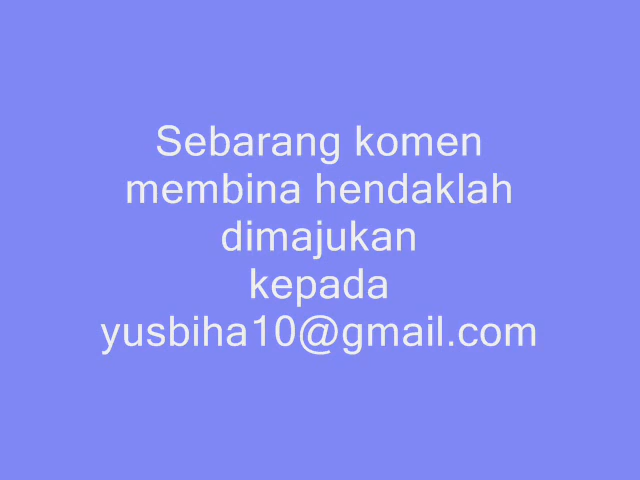 Sebarang komen
membina hendaklah
dimajukan
kepada
yusbiha10@gmail.com